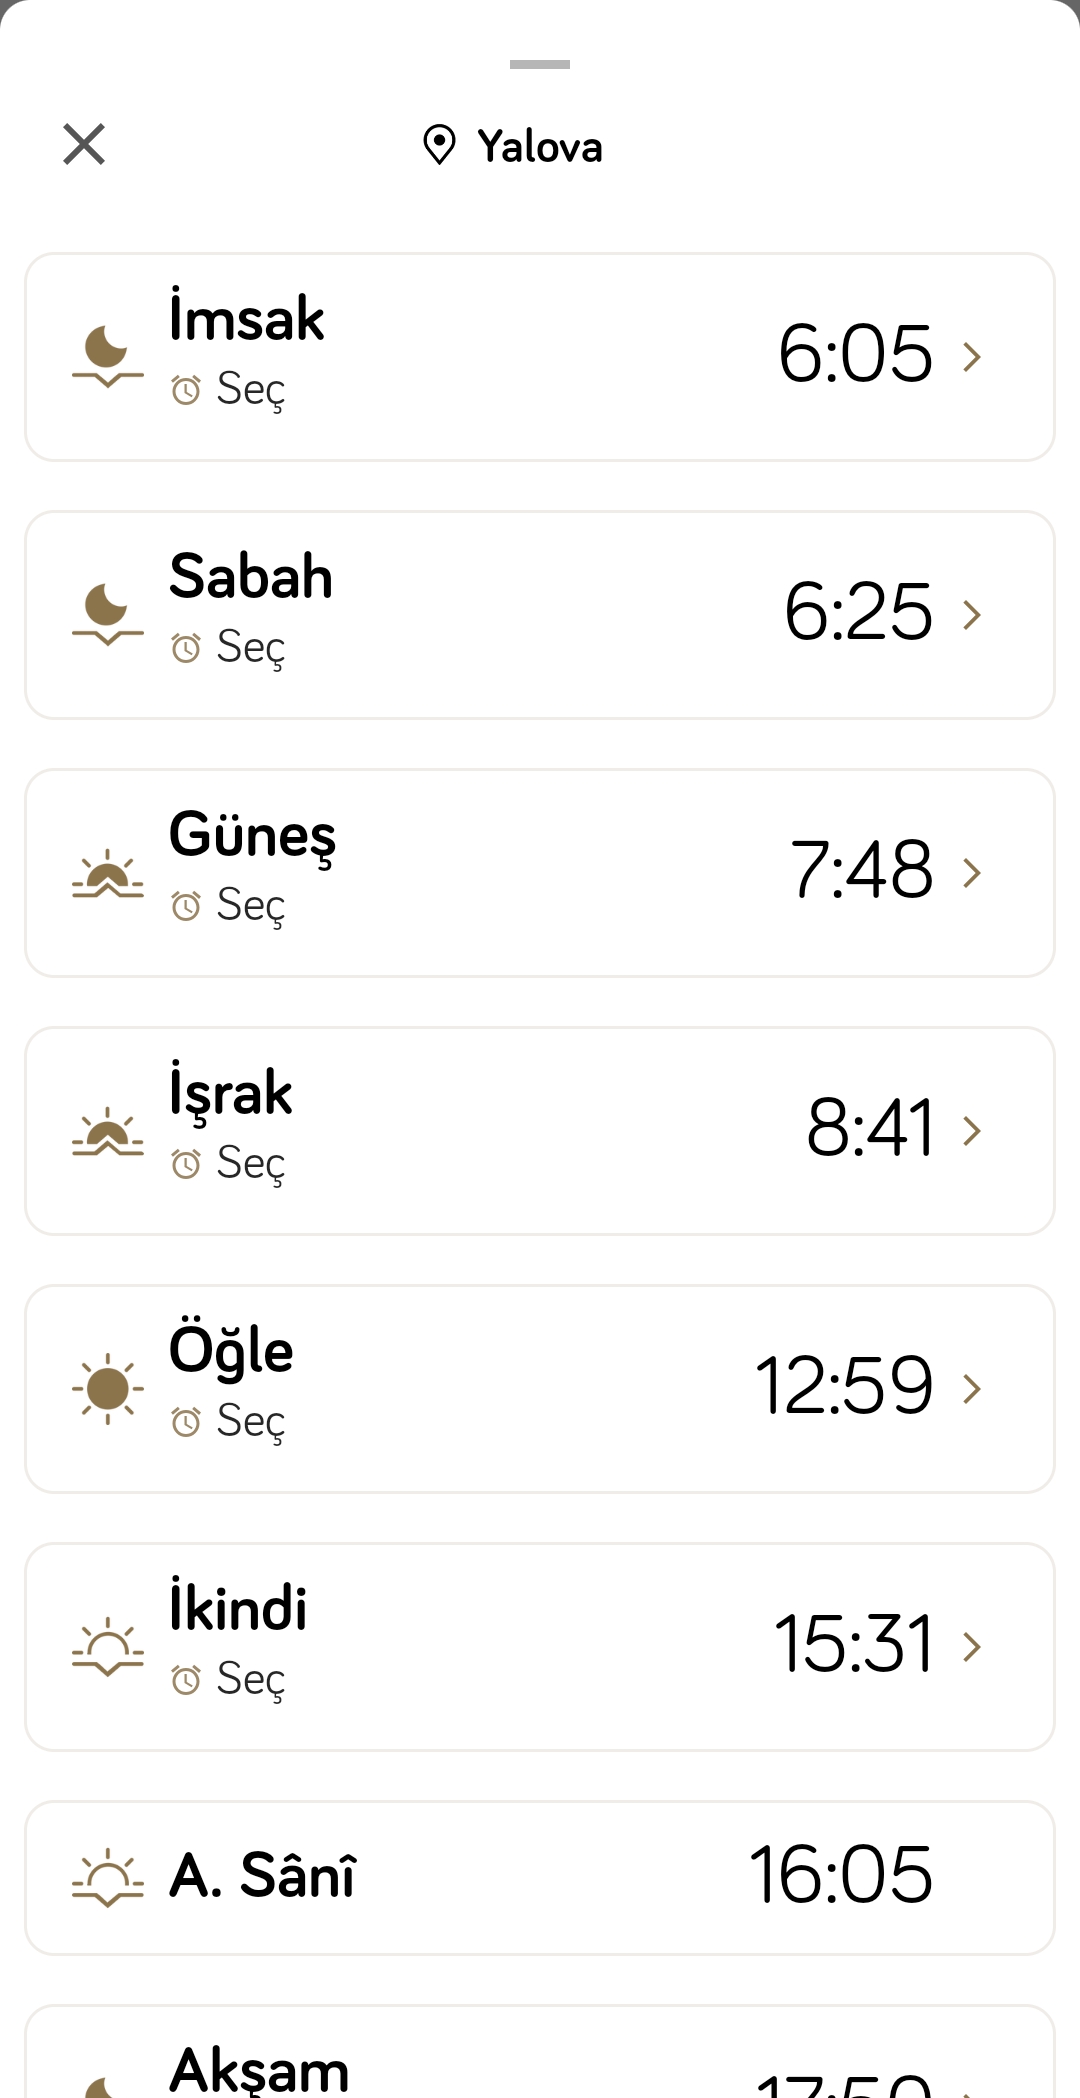 Yalova
İmsak
Seç
6:05
Sabah
Seç
6:25
Güneş
Seç
7:48
İşrak
Seç
8:41
Öğle
Seç
12:59
İkindi
Seç
15:31
A. Sânî
16:05
Akşam